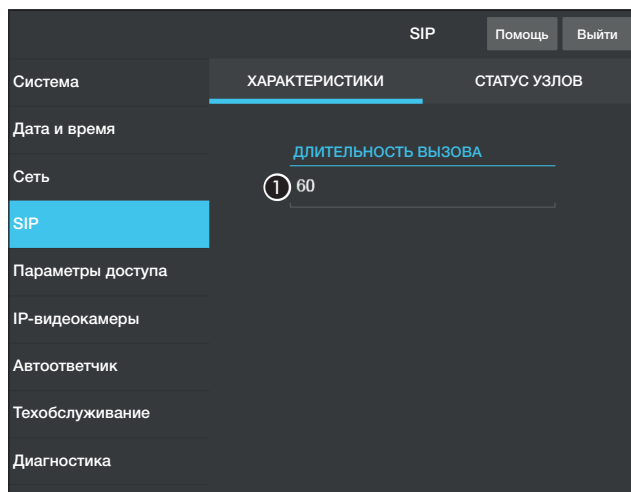 SIP Помощь Выйти
Система
ХАРАКТЕРИСТИКИ СТАТУС УЗЛОВ
Дата и время
ДЛИТЕЛЬНОСТЬ ВЫЗОВА
Сеть
1 60
SIP
Параметры доступа
IP-видеокамеры
Автоответчик
Техобслуживание
Диагностика